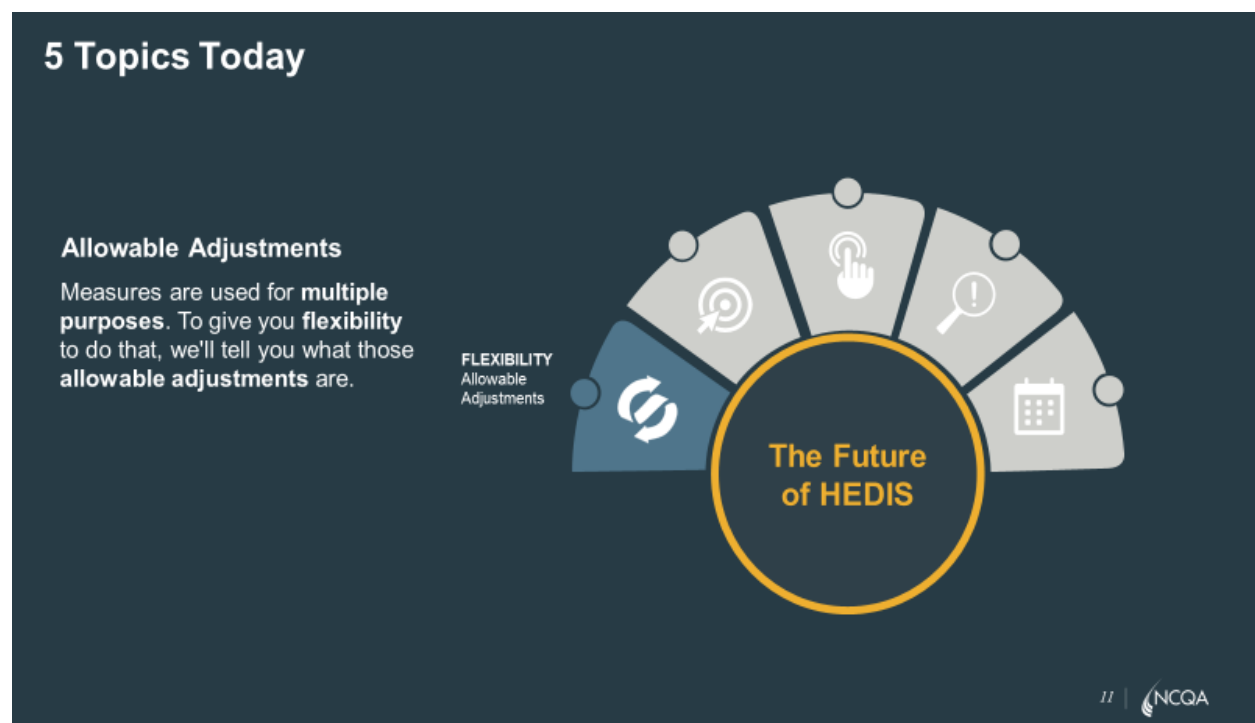 5 Topics Today
Allowable Adjustments
Measures are used for multiple
purposes. To give you flexibility
to do that, we'll tell you what those
allowable adjustments are.
FLEXIBILITY
Allowable
Adjustments
The Future
of HEDIS
11 | NCQA